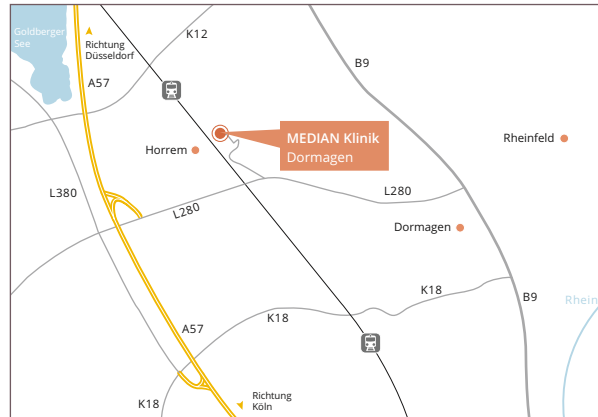 Goldberger
See
Richtung
Düsseldorf
K12
B9
A57
MEDIAN Klinik
Dormagen
Rheinfeld
Horrem
L380
L280
L280
Dormagen
K18
B9
Rhein
K18
A57
K18
Richtung
Köln